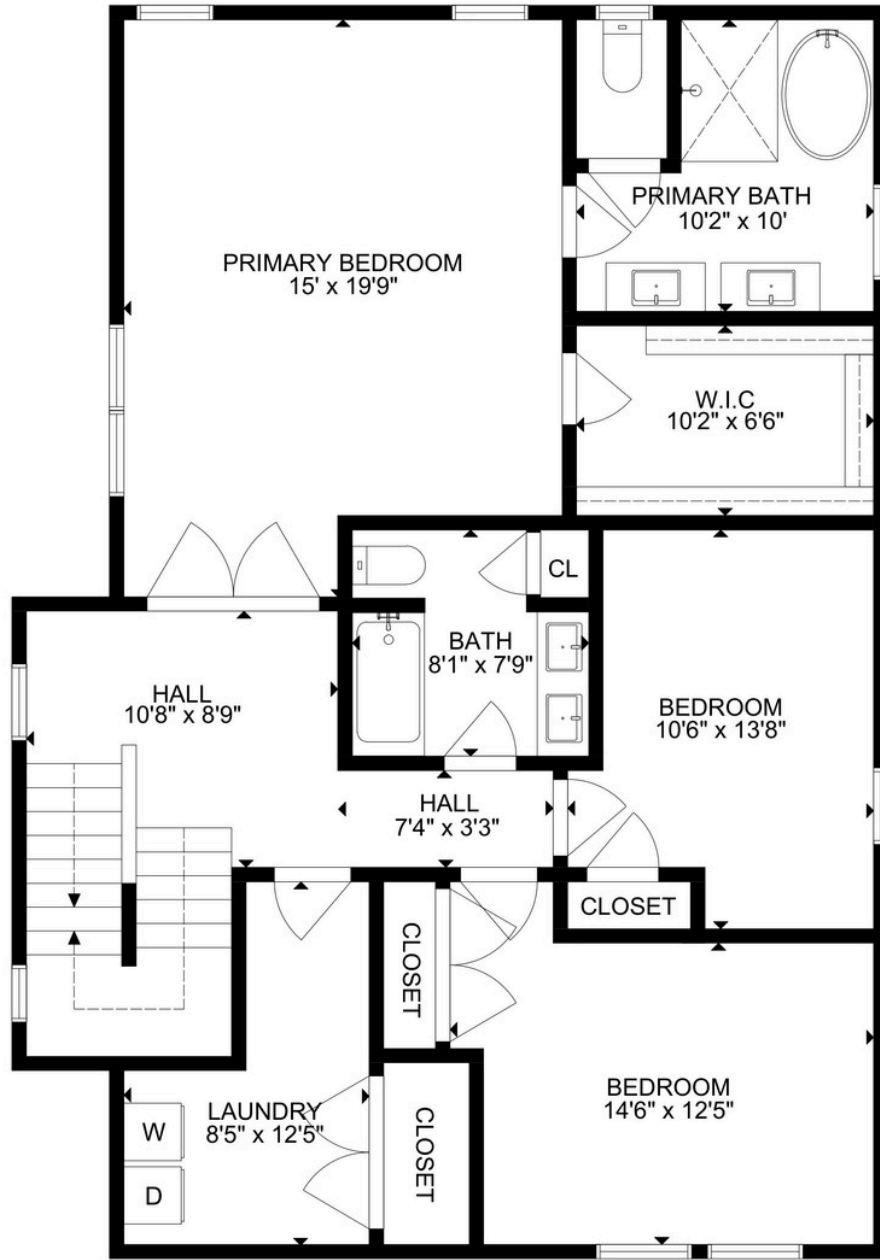 PRIMARY BEDROOM
15' x 19'9"
PRIMARY BATH
10'2" x 10'
W.I.C
10'2" x 6'6"
CL
BATH
8'1" x 7'9"
HALL
10'8" x 8'9"
BEDROOM
10'6" x 13'8"
HALL
7'4" x 3'3"
CLOSET
CLOSET
BEDROOM
14'6" x 12'5"
LAUNDRY
8'5" x 12'5"
W
D
CLOSET